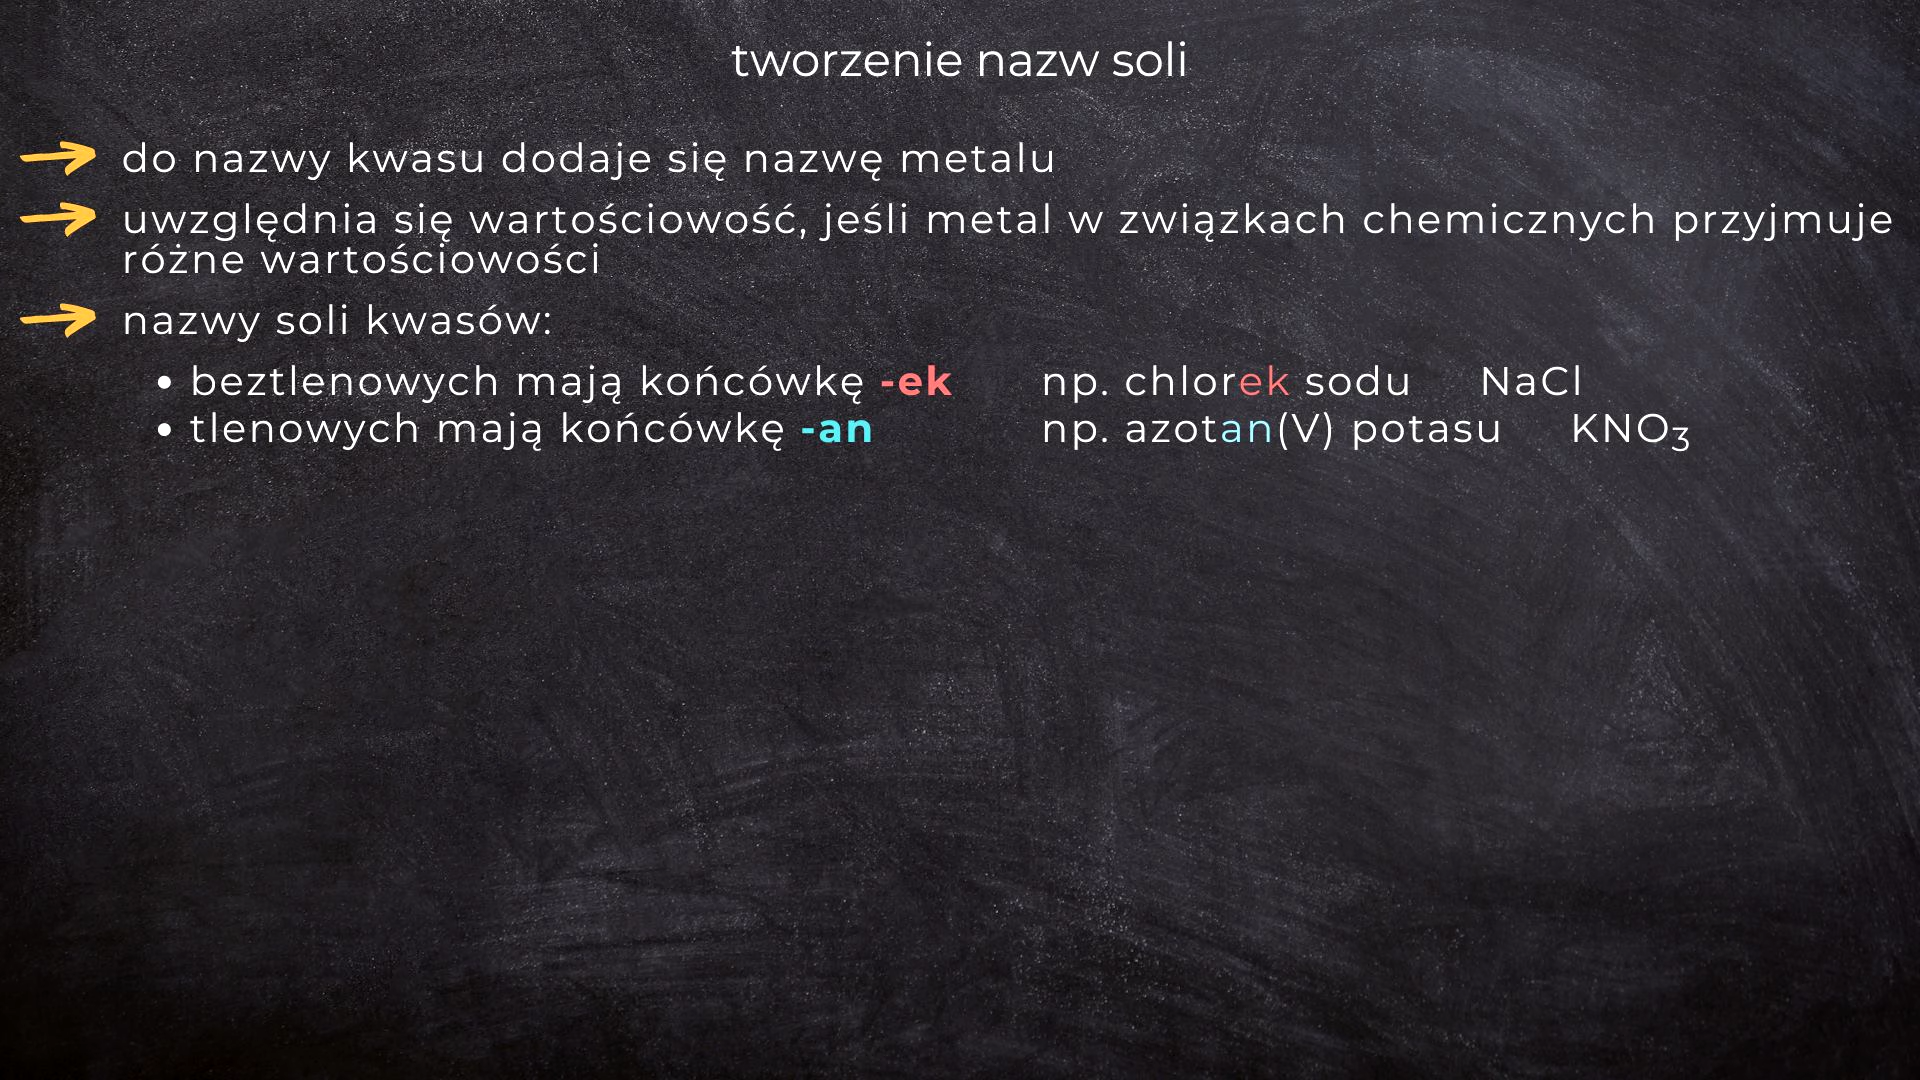 tworzenie nazw soli
do nazwy kwasu dodaje się nazwę metalu
uwzględnia się wartościowość, jeśli metal w związkach chemicznych przyjmuje
różne wartościowości
nazwy soli kwasów:
• beztlenowych mają końcówkę -ek np. chlorek sodu NaCl
• tlenowych mają końcówkę -an np. azotan(V) potasu KNO₃